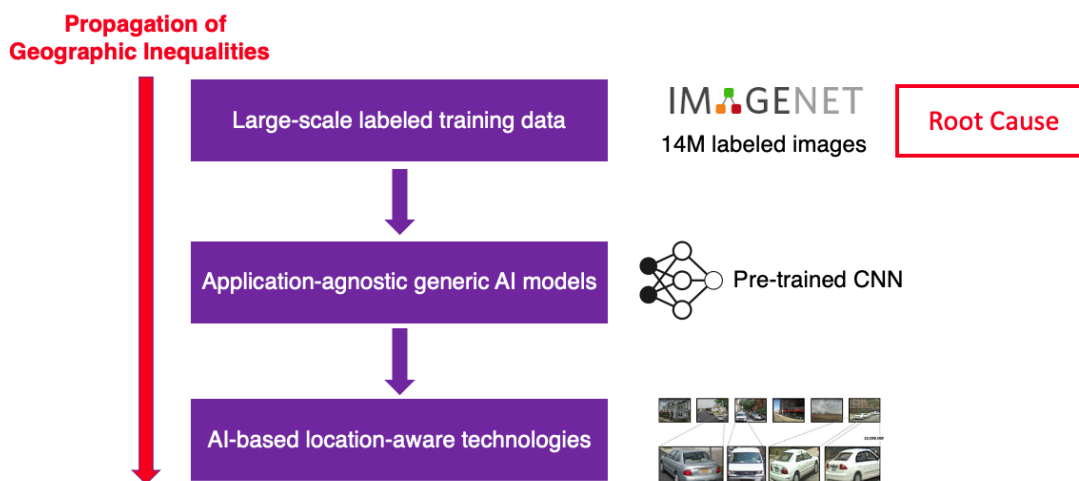 Propagation of
Geographic Inequalities
Large-scale labeled training data
IMAGENET
14M labeled images
Root Cause
Application-agnostic generic AI models
Pre-trained CNN
AI-based location-aware technologies